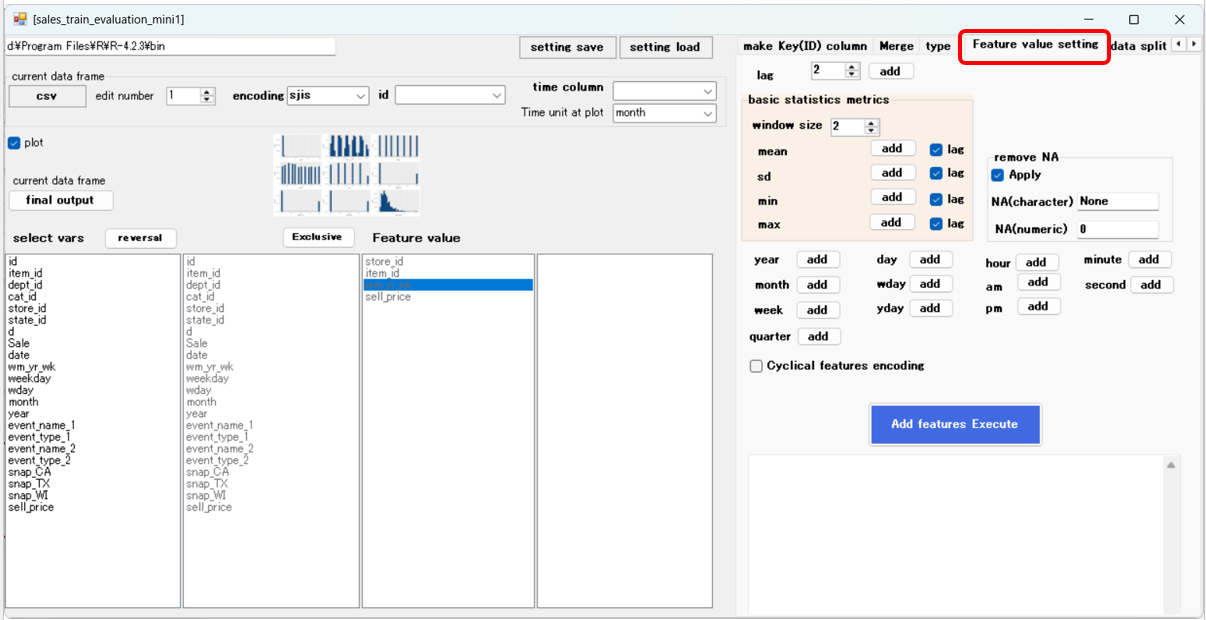 [sales_train_evaluation_mini1]
d:¥Program Files¥R¥R-4.2.3¥bin
setting save
setting load
current data frame
csv
edit number
1
encoding
sjis
id
time column
Time unit at plot
month
plot
current data frame
final output
select vars
reversal
Exclusive
Feature value
id
item_id
dept_id
cat_id
store_id
state_id
d
Sale
date
wm_yr_wk
weekday
wday
month
year
event_name_1
event_type_1
event_name_2
event_type_2
snap_CA
snap_TX
snap_WI
sell_price
id
item_id
dept_id
cat_id
store_id
state_id
d
Sale
date
wm_yr_wk
weekday
wday
month
year
event_name_1
event_type_1
event_name_2
event_type_2
snap_CA
snap_TX
snap_WI
sell_price
store_id
item_id
wm_yr_wk
sell_price
make Key(ID) column
Merge
type
Feature value setting
data split
lag
2
add
basic statistics metrics
window size
2
mean
add
lag
sd
add
lag
min
add
lag
max
add
lag
remove NA
Apply
NA(character)
None
NA(numeric)
0
year
add
day
add
hour
add
minute
add
month
add
wday
add
am
add
second
add
week
add
yday
add
pm
add
quarter
add
Cyclical features encoding
Add features Execute